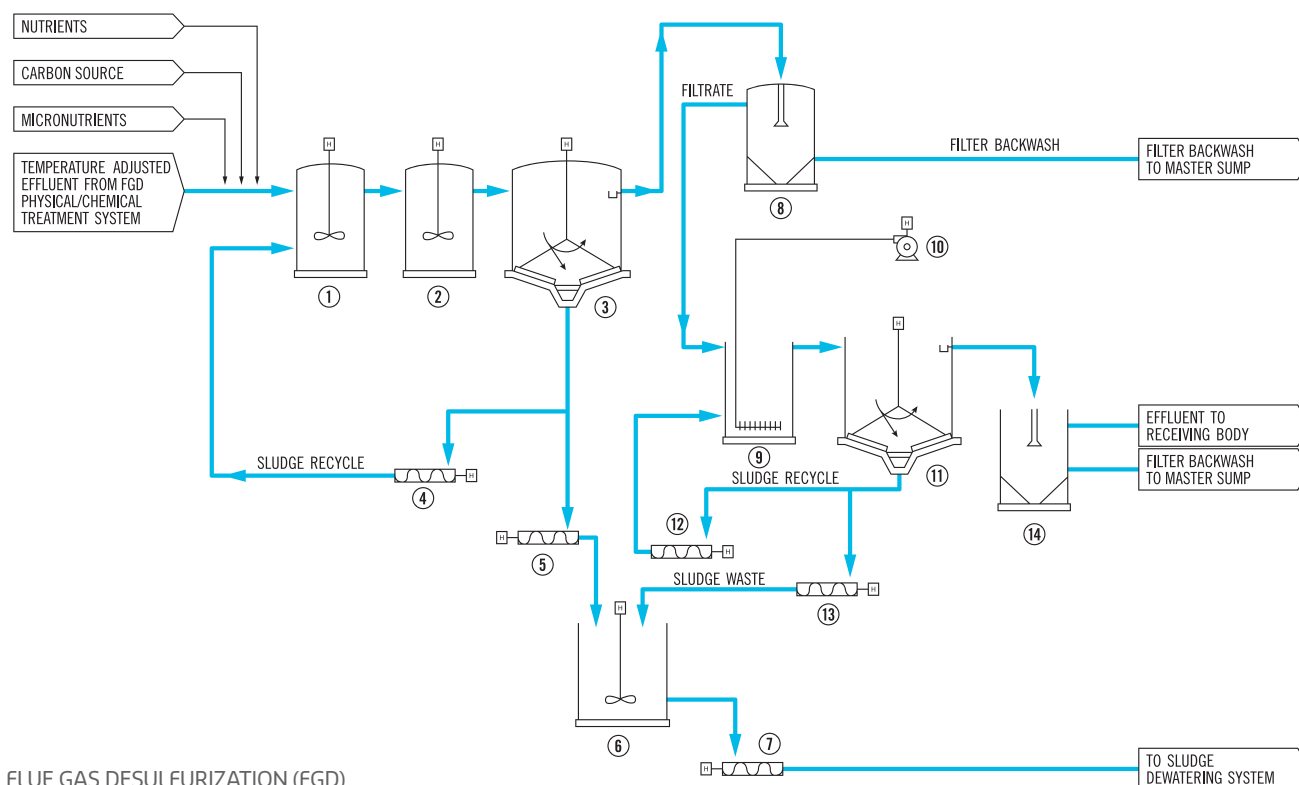 NUTRIENTS
CARBON SOURCE
MICRONUTRIENTS
TEMPERATURE ADJUSTED
EFFLUENT FROM FGD
PHYSICAL/CHEMICAL
TREATMENT SYSTEM
H
1
H
2
H
3
FILTRATE
8
FILTER BACKWASH
FILTER BACKWASH
TO MASTER SUMP
H
10
9
H
11
EFFLUENT TO
RECEIVING BODY
FILTER BACKWASH
TO MASTER SUMP
14
SLUDGE RECYCLE
H
4
SLUDGE RECYCLE
12
H
H
5
SLUDGE WASTE
H
13
H
6
7
H
TO SLUDGE
DEWATERING SYSTEM
FLUE GAS DESULFURIZATION (FGD)